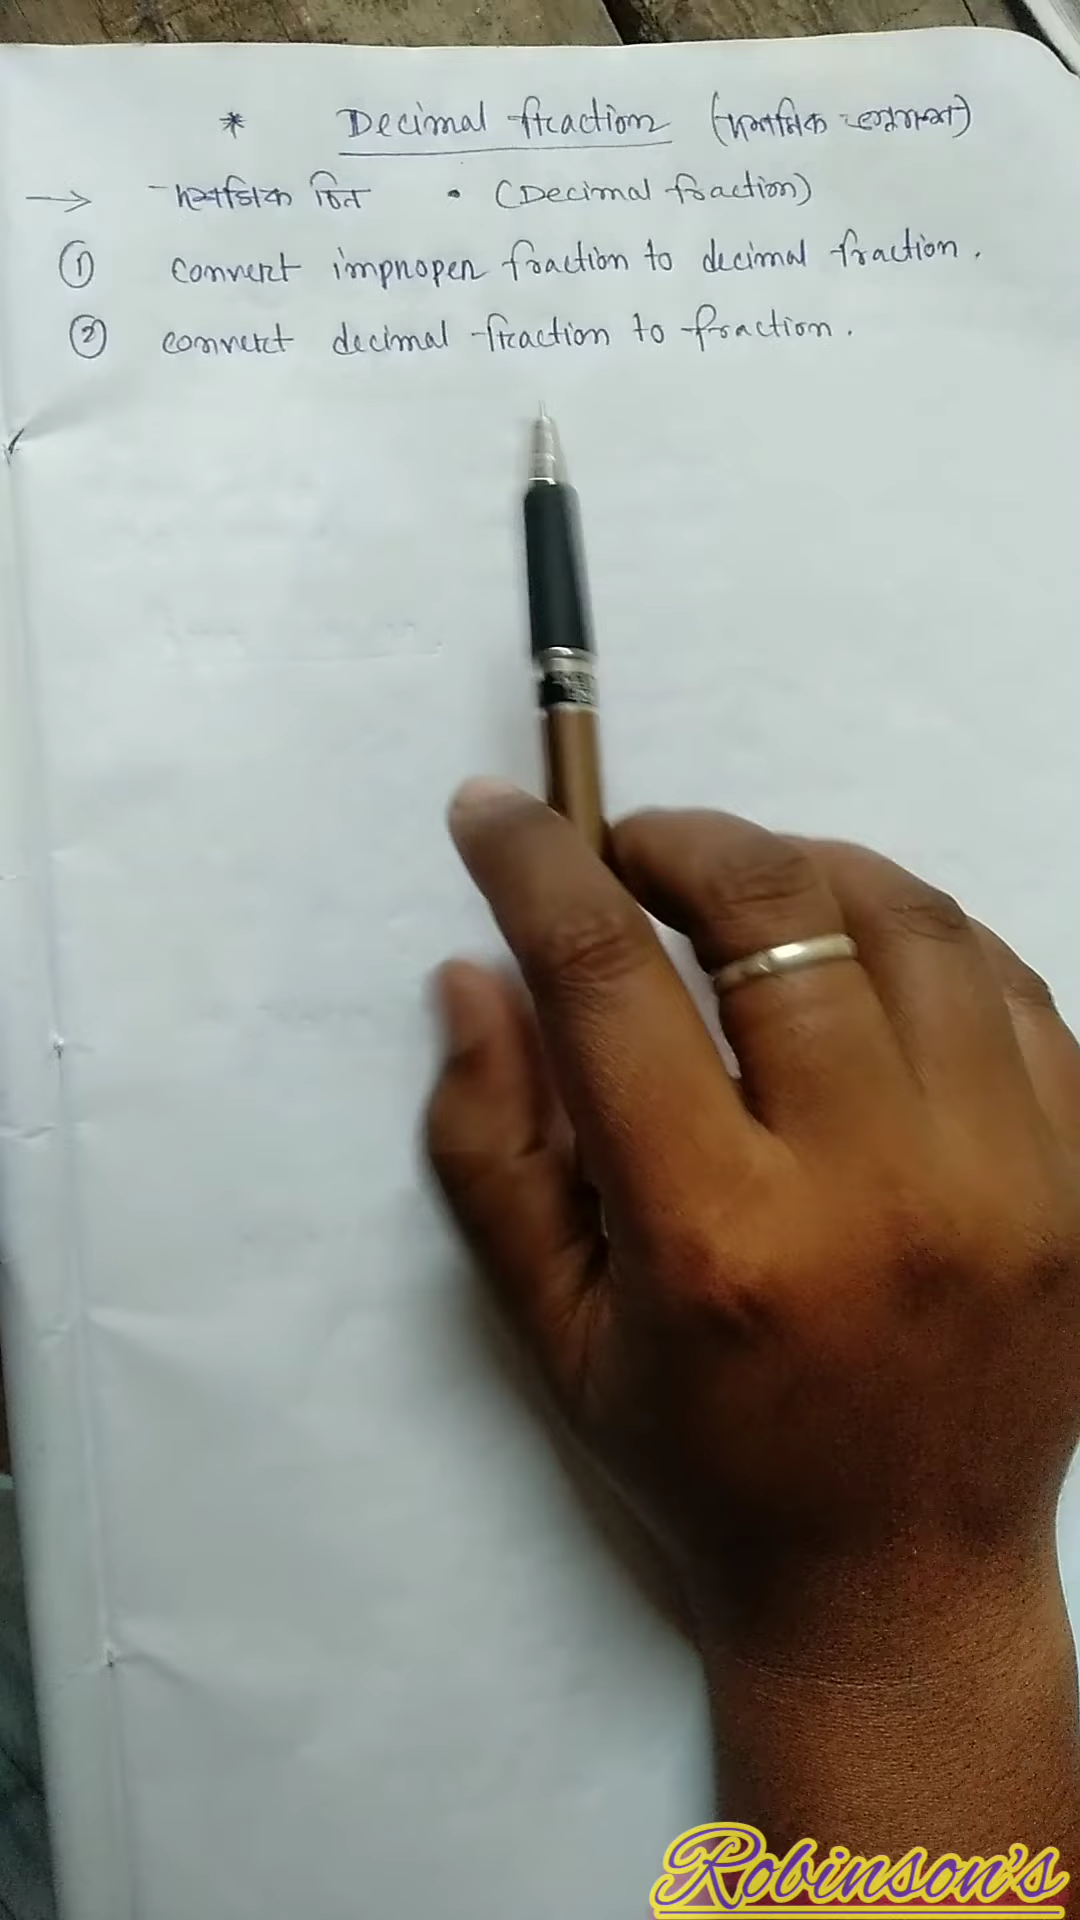 * Decimal fraction (দশমিক ভগ্নাংশ)
→ দশমিক চিহ্ন • (Decimal fraction)
① convert improper fraction to decimal fraction.
② convert decimal fraction to fraction.
Robinson's